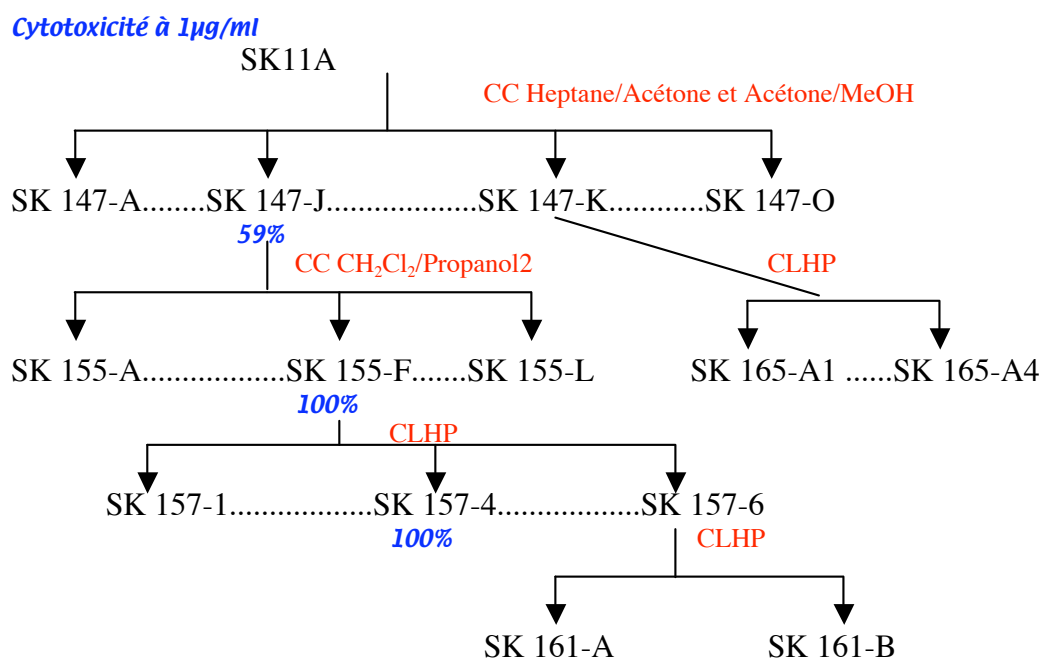 Cytotoxicité à 1µg/ml
SK11A
CC Heptane/Acétone et Acétone/MeOH
SK 147-A........SK 147-J...................SK 147-K............SK 147-O
59%
CC CH₂Cl₂/Propanol2
CLHP
SK 155-A..................SK 155-F.......SK 155-L
SK 165-A1 ......SK 165-A4
100%
CLHP
SK 157-1..................SK 157-4..................SK 157-6
100%
CLHP
SK 161-A
SK 161-B